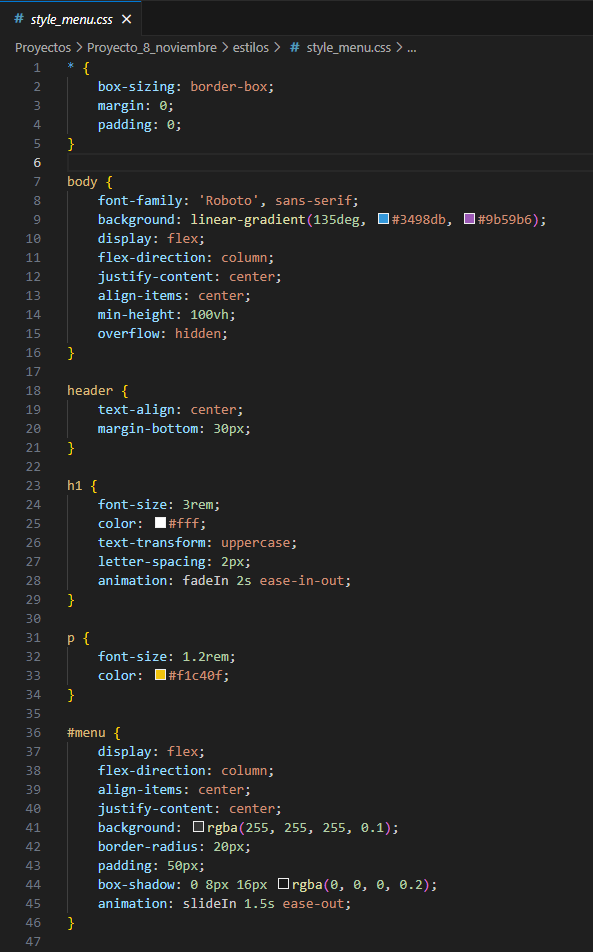 # style_menu.css ×
Proyectos > Proyecto_8_noviembre > estilos > # style_menu.css > ...
1 * {
2     box-sizing: border-box;
3     margin: 0;
4     padding: 0;
5 }
6
7 body {
8     font-family: 'Roboto', sans-serif;
9     background: linear-gradient(135deg, #3498db, #9b59b6);
10     display: flex;
11     flex-direction: column;
12     justify-content: center;
13     align-items: center;
14     min-height: 100vh;
15     overflow: hidden;
16 }
17
18 header {
19     text-align: center;
20     margin-bottom: 30px;
21 }
22
23 h1 {
24     font-size: 3rem;
25     color: #fff;
26     text-transform: uppercase;
27     letter-spacing: 2px;
28     animation: fadeIn 2s ease-in-out;
29 }
30
31 p {
32     font-size: 1.2rem;
33     color: #f1c40f;
34 }
35
36 #menu {
37     display: flex;
38     flex-direction: column;
39     align-items: center;
40     justify-content: center;
41     background: rgba(255, 255, 255, 0.1);
42     border-radius: 20px;
43     padding: 50px;
44     box-shadow: 0 8px 16px rgba(0, 0, 0, 0.2);
45     animation: slideIn 1.5s ease-out;
46 }
47